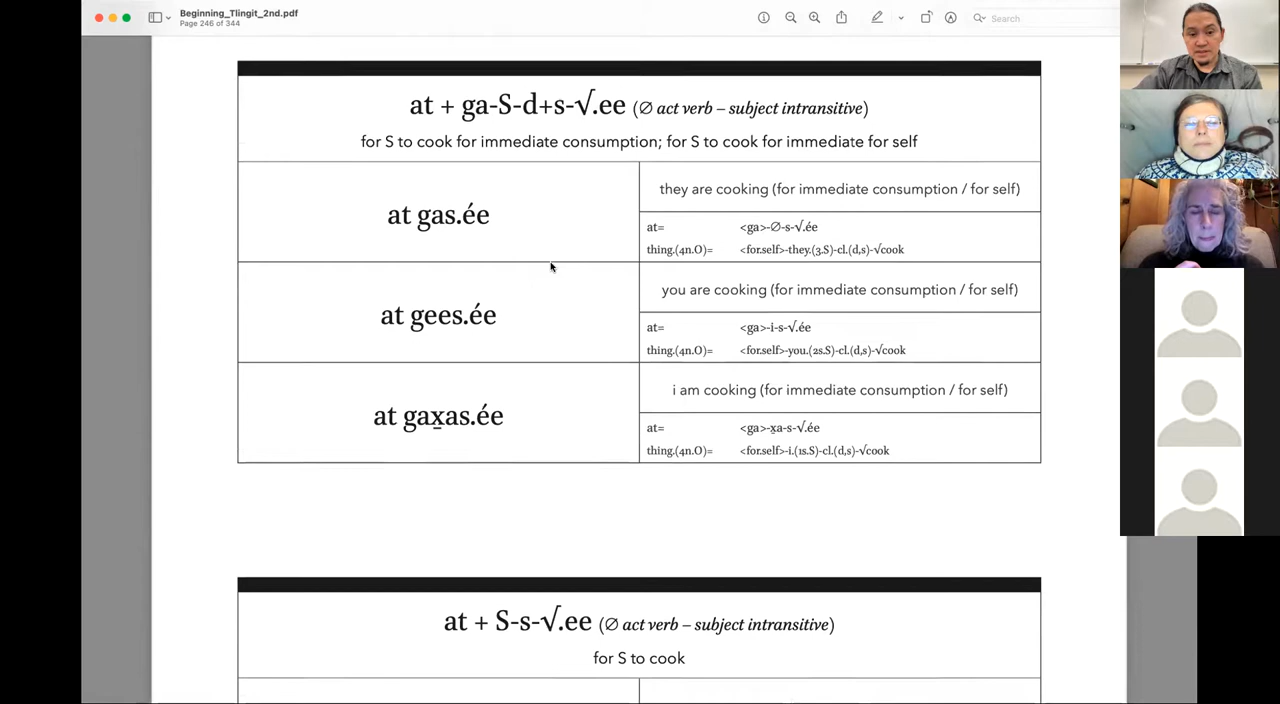 Beginning_Tlingit_2nd.pdf
Page 246 of 344
Search
at + ga-S-d+s-√.ee (∅ act verb – subject intransitive)
for S to cook for immediate consumption; for S to cook for immediate for self
at gas.ée
they are cooking (for immediate consumption / for self)
at= <ga>-∅-s-√.ée
thing.(4n.O)= <for.self>-they.(3.S)-cl.(d,s)-√cook
at gees.ée
you are cooking (for immediate consumption / for self)
at= <ga>-i-s-√.ée
thing.(4n.O)= <for.self>-you.(2s.S)-cl.(d,s)-√cook
at gax̲as.ée
i am cooking (for immediate consumption / for self)
at= <ga>-x̲a-s-√.ée
thing.(4n.O)= <for.self>-i.(1s.S)-cl.(d,s)-√cook
at + S-s-√.ee (∅ act verb – subject intransitive)
for S to cook